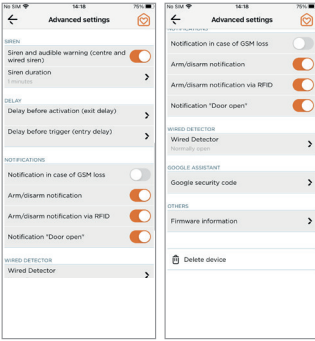 No SIM 14:18 75%
Advanced settings
SIREN
Siren and audible warning (centre and
wired siren)
Siren duration
1 minutes
DELAY
Delay before activation (exit delay)
Delay before trigger (entry delay)
NOTIFICATIONS
Notification in case of GSM loss
Arm/disarm notification
Arm/disarm notification via RFID
Notification "Door open"
WIRED DETECTOR
Wired Detector
No SIM 14:18 75%
Advanced settings
NOTIFICATIONS
Notification in case of GSM loss
Arm/disarm notification
Arm/disarm notification via RFID
Notification "Door open"
WIRED DETECTOR
Wired Detector
Normally open
GOOGLE ASSISTANT
Google security code
OTHERS
Firmware information
Delete device